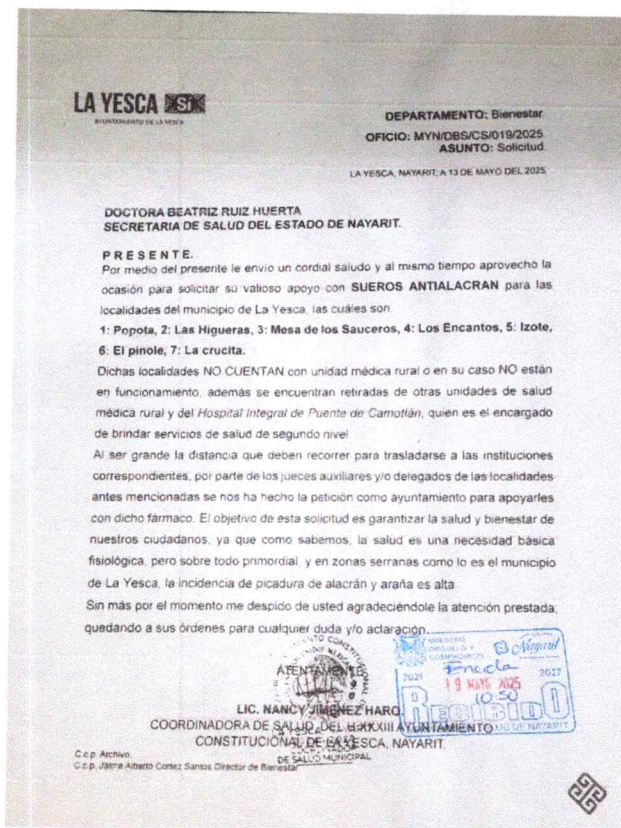 LA YESCA Sí
AYUNTAMIENTO DE LA YESCA
DEPARTAMENTO: Bienestar
OFICIO: MYN/DBS/CS/019/2025
ASUNTO: Solicitud.
LA YESCA, NAYARIT; A 13 DE MAYO DEL 2025.
DOCTORA BEATRIZ RUIZ HUERTA
SECRETARIA DE SALUD DEL ESTADO DE NAYARIT.
PRESENTE.
Por medio del presente le envío un cordial saludo y al mismo tiempo aprovecho la
ocasión para solicitar su valioso apoyo con SUEROS ANTIALACRAN para las
localidades del municipio de La Yesca, las cuáles son:
1: Popota, 2: Las Higueras, 3: Mesa de los Sauceros, 4: Los Encantos, 5: Izote,
6: El pinole, 7: La crucita.
Dichas localidades NO CUENTAN con unidad médica rural o en su caso NO están
en funcionamiento, además se encuentran retiradas de otras unidades de salud
médica rural y del Hospital Integral de Puente de Camotlán, quien es el encargado
de brindar servicios de salud de segundo nivel.
Al ser grande la distancia que deben recorrer para trasladarse a las instituciones
correspondientes, por parte de los jueces auxiliares y/o delegados de las localidades
antes mencionadas se nos ha hecho la petición como ayuntamiento para apoyarles
con dicho fármaco. El objetivo de esta solicitud es garantizar la salud y bienestar de
nuestros ciudadanos, ya que como sabemos, la salud es una necesidad básica
fisiológica, pero sobre todo primordial, y en zonas serranas como lo es el municipio
de La Yesca, la incidencia de picadura de alacrán y araña es alta.
Sin más por el momento me despido de usted agradeciéndole la atención prestada,
quedando a sus órdenes para cualquier duda y/o aclaración.
NUESTRO
ORGULLO Y
COMPROMISO
Nayarit
ATENTAMENTE
2021 2027
19 MAYO 2025
10:50
RECIBIDO
LIC. NANCY JIMENEZ HARO
COORDINADORA DE SALUD DEL H XXXIII AYUNTAMIENTO
CONSTITUCIONAL DE LA YESCA, NAYARIT.
DE SALUD MUNICIPAL
C.c.p. Archivo.
C.c.p. Jaime Alberto Cortez Santos Director de Bienestar